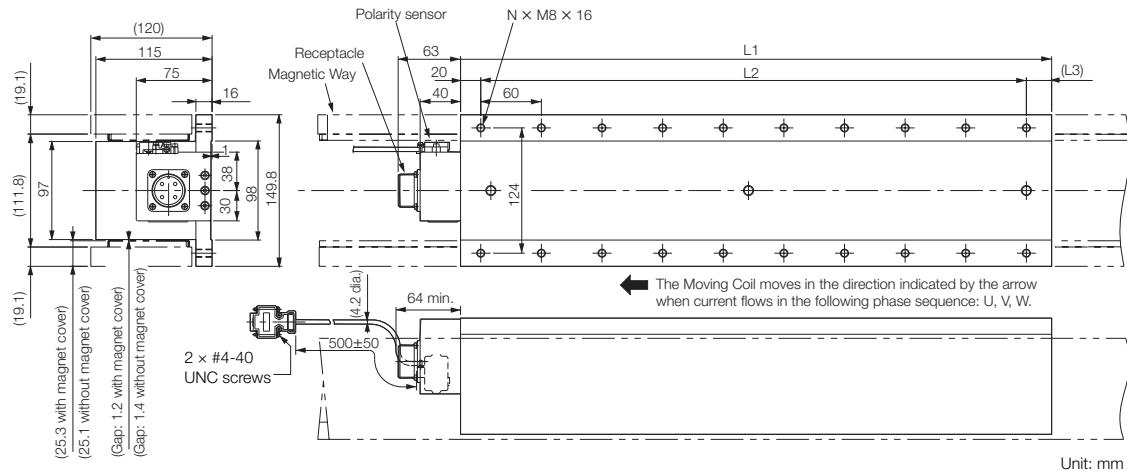 Polarity sensor
N × M8 × 16
(120)
115
75
16
Receptacle
Magnetic Way
63
40
20
60
L1
L2
(L3)
(19.1)
(111.8)
97
(19.1)
1
38
30
98
149.8
124
The Moving Coil moves in the direction indicated by the arrow
when current flows in the following phase sequence: U, V, W.
(25.3 with magnet cover)
(25.1 without magnet cover)
(Gap: 1.2 with magnet cover)
(Gap: 1.4 without magnet cover)
2 × #4-40
UNC screws
500±50
(4.2 dia.)
64 min.
Unit: mm